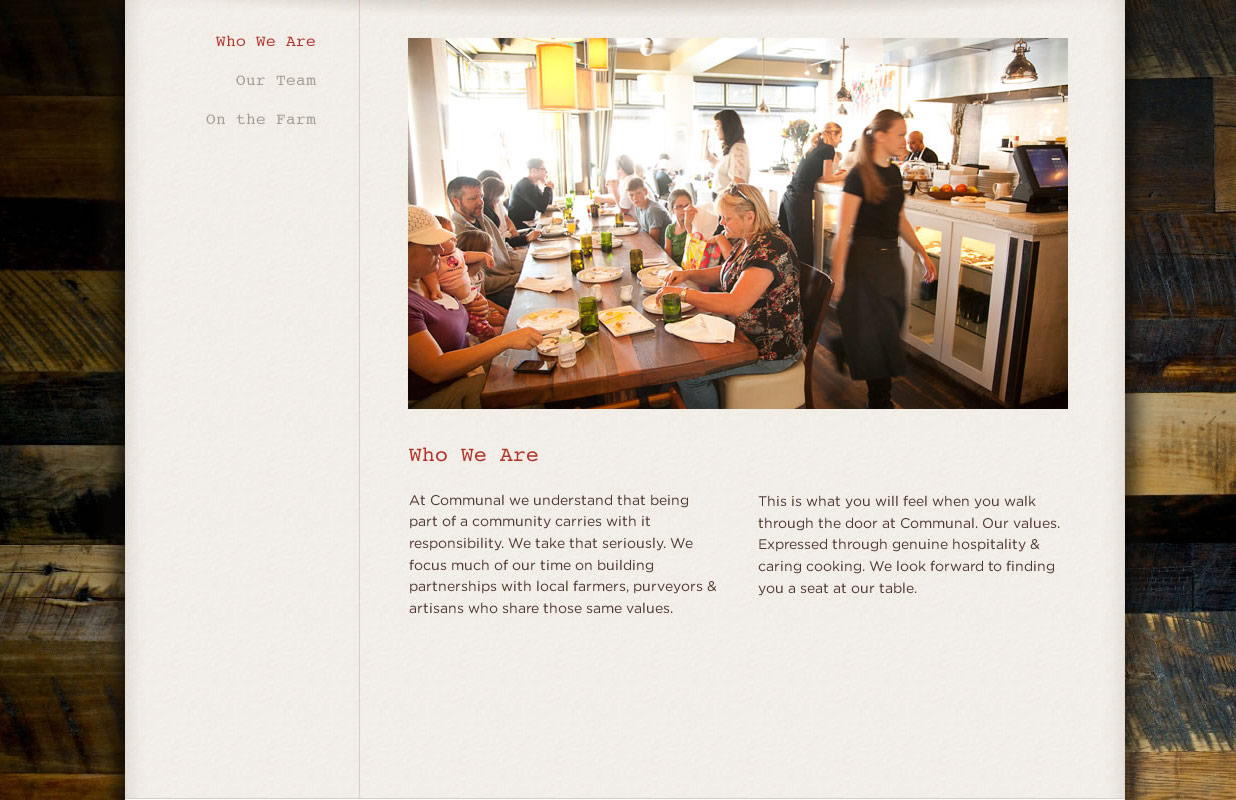 Who We Are
Our Team
On the Farm
Who We Are
At Communal we understand that being
part of a community carries with it
responsibility. We take that seriously. We
focus much of our time on building
partnerships with local farmers, purveyors &
artisans who share those same values.
This is what you will feel when you walk
through the door at Communal. Our values.
Expressed through genuine hospitality &
caring cooking. We look forward to finding
you a seat at our table.